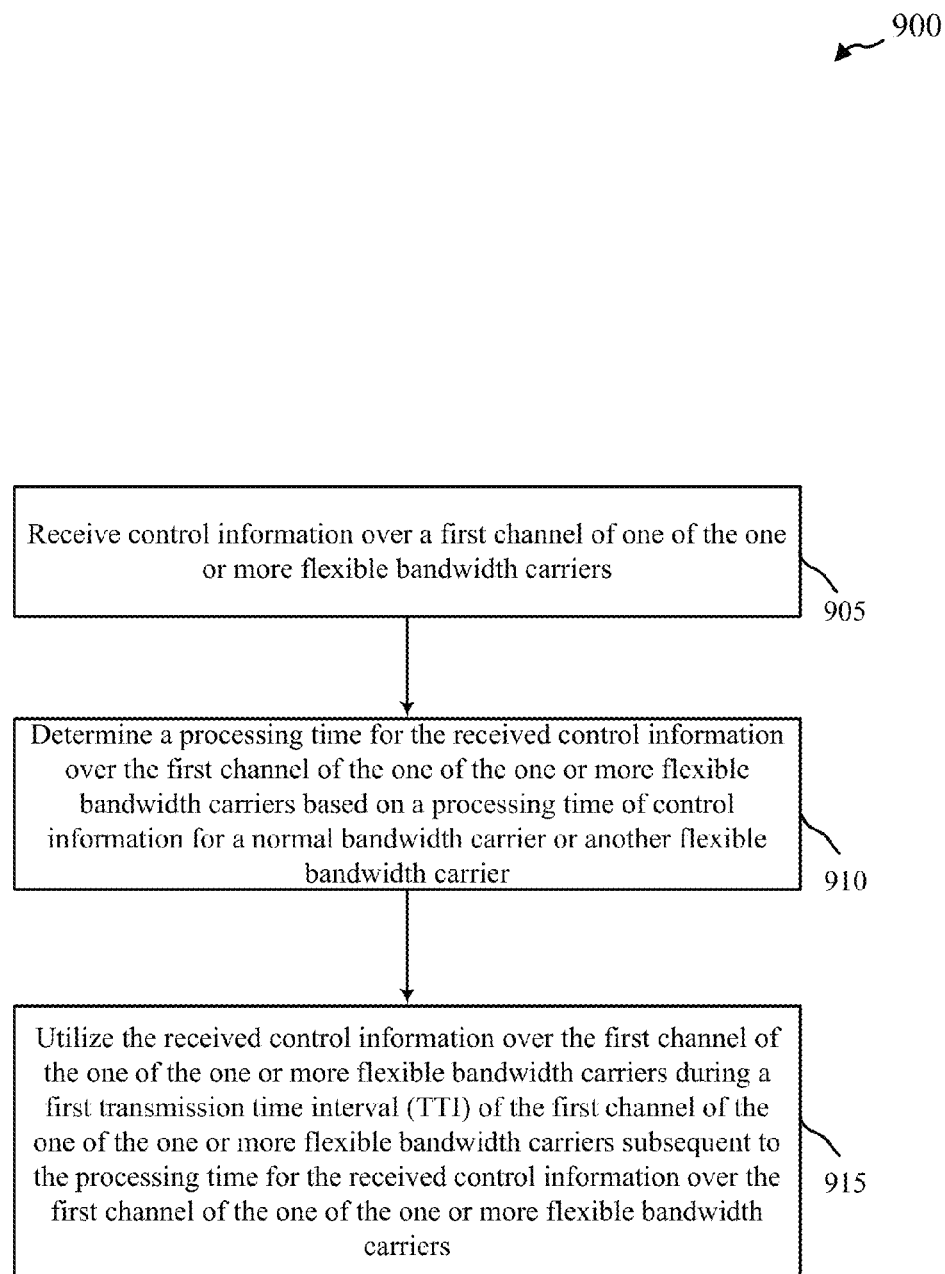 900
Receive control information over a first channel of one of the one
or more flexible bandwidth carriers
905
Determine a processing time for the received control information
over the first channel of the one of the one or more flexible
bandwidth carriers based on a processing time of control
information for a normal bandwidth carrier or another flexible
bandwidth carrier
910
Utilize the received control information over the first channel of
the one of the one or more flexible bandwidth carriers during a
first transmission time interval (TTI) of the first channel of the
one of the one or more flexible bandwidth carriers subsequent to
the processing time for the received control information over the
first channel of the one of the one or more flexible bandwidth
carriers
915